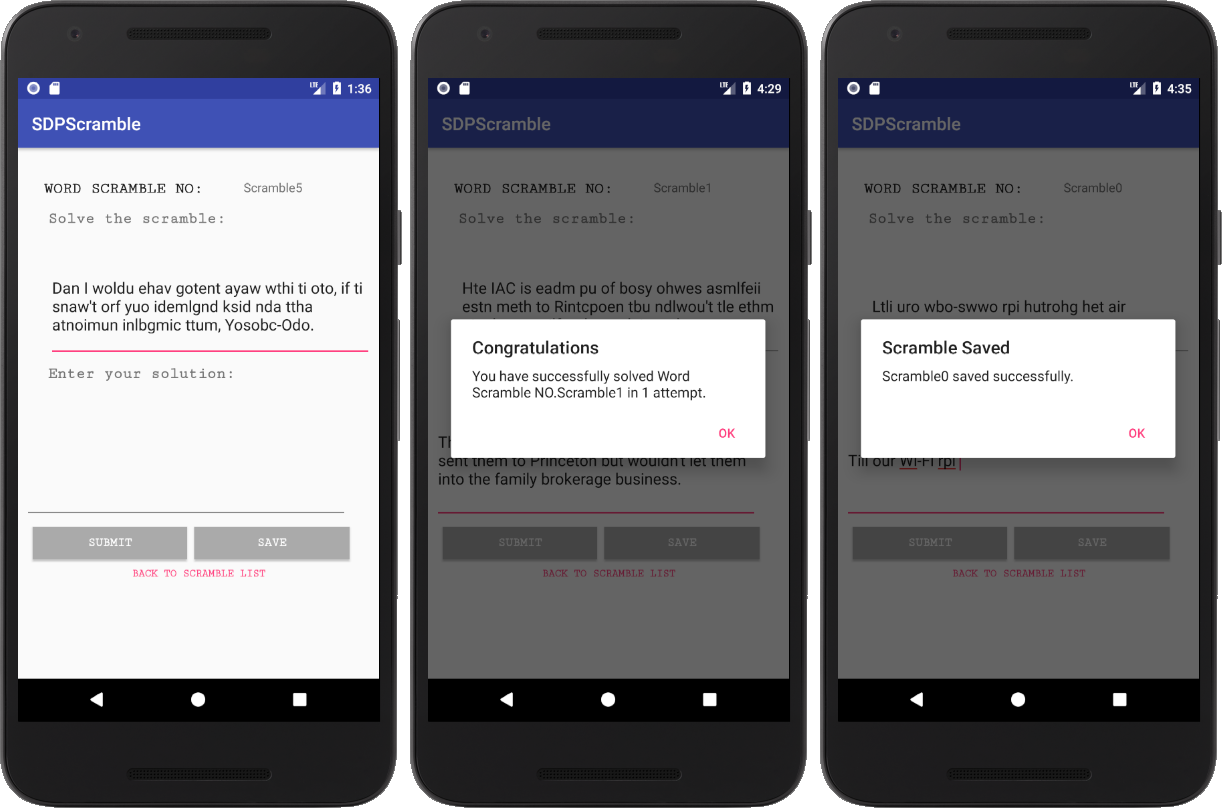 1:36
SDPScramble
WORD SCRAMBLE NO: Scramble5
Solve the scramble:
Dan I woldu ehav gotent ayaw wthi ti oto, if ti
snaw't orf yuo idemlgnd ksid nda ttha
atnoimun inlbgmic ttum, Yosobc-Odo.
Enter your solution:
SUBMIT SAVE
BACK TO SCRAMBLE LIST
4:29
SDPScramble
WORD SCRAMBLE NO: Scramble1
Solve the scramble:
Hte IAC is eadm pu of bosy ohwes asmlfeii
estn meth to Rintcpoen tbu ndlwou't tle ethm
Congratulations
You have successfully solved Word
Scramble NO.Scramble1 in 1 attempt.
OK
sent them to Princeton but wouldn't let them
into the family brokerage business.
SUBMIT SAVE
BACK TO SCRAMBLE LIST
4:35
SDPScramble
WORD SCRAMBLE NO: Scramble0
Solve the scramble:
Ltli uro wbo-swwo rpi hutrohg het air
Scramble Saved
Scramble0 saved successfully.
OK
Till our Wi-Fi rpi
SUBMIT SAVE
BACK TO SCRAMBLE LIST